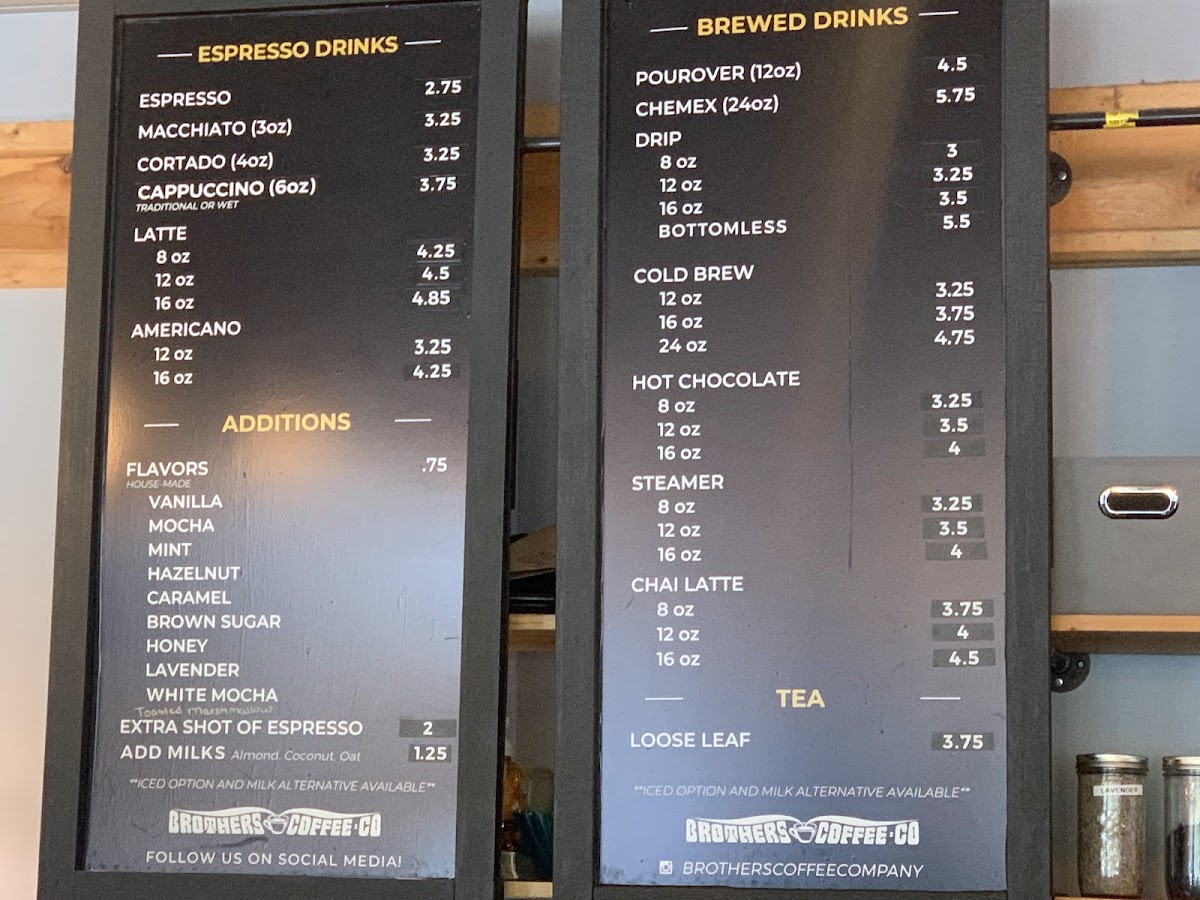 ESPRESSO DRINKS
ESPRESSO 2.75
MACCHIATO (3oz) 3.25
CORTADO (4oz) 3.25
CAPPUCCINO (6oz) 3.75
TRADITIONAL OR WET
LATTE
8 oz 4.25
12 oz 4.5
16 oz 4.85
AMERICANO
12 oz 3.25
16 oz 4.25
ADDITIONS
FLAVORS .75
HOUSE-MADE
VANILLA
MOCHA
MINT
HAZELNUT
CARAMEL
BROWN SUGAR
HONEY
LAVENDER
WHITE MOCHA
Toasted Marshmallow
EXTRA SHOT OF ESPRESSO 2
ADD MILKS Almond, Coconut, Oat 1.25
**ICED OPTION AND MILK ALTERNATIVE AVAILABLE**
BROTHERS COFFEE·CO
FOLLOW US ON SOCIAL MEDIA!
BREWED DRINKS
POUROVER (12oz) 4.5
CHEMEX (24oz) 5.75
DRIP
8 oz 3
12 oz 3.25
16 oz 3.5
BOTTOMLESS 5.5
COLD BREW
12 oz 3.25
16 oz 3.75
24 oz 4.75
HOT CHOCOLATE
8 oz 3.25
12 oz 3.5
16 oz 4
STEAMER
8 oz 3.25
12 oz 3.5
16 oz 4
CHAI LATTE
8 oz 3.75
12 oz 4
16 oz 4.5
TEA
LOOSE LEAF 3.75
**ICED OPTION AND MILK ALTERNATIVE AVAILABLE**
BROTHERS COFFEE·CO
BROTHERSCOFFEECOMPANY
LAVENDER